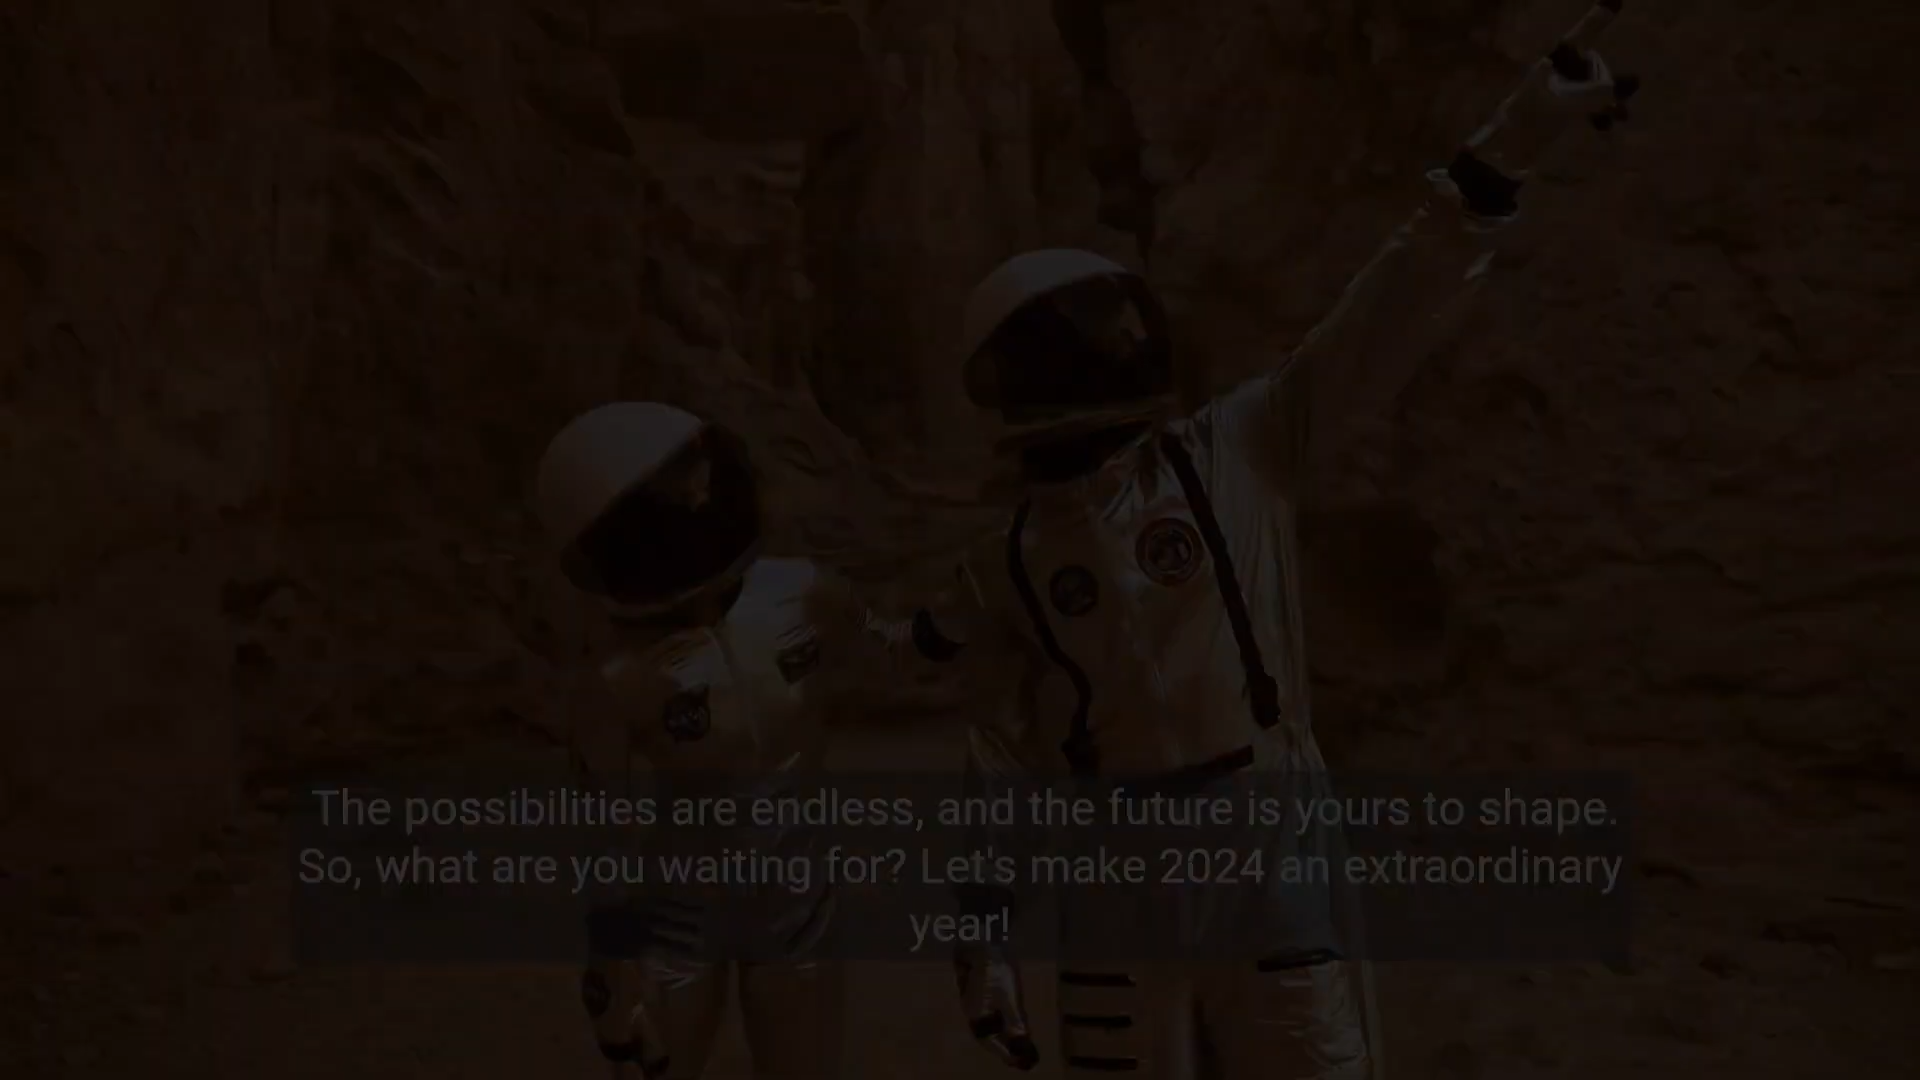 The possibilities are endless, and the future is yours to shape.
So, what are you waiting for? Let's make 2024 an extraordinary
year!